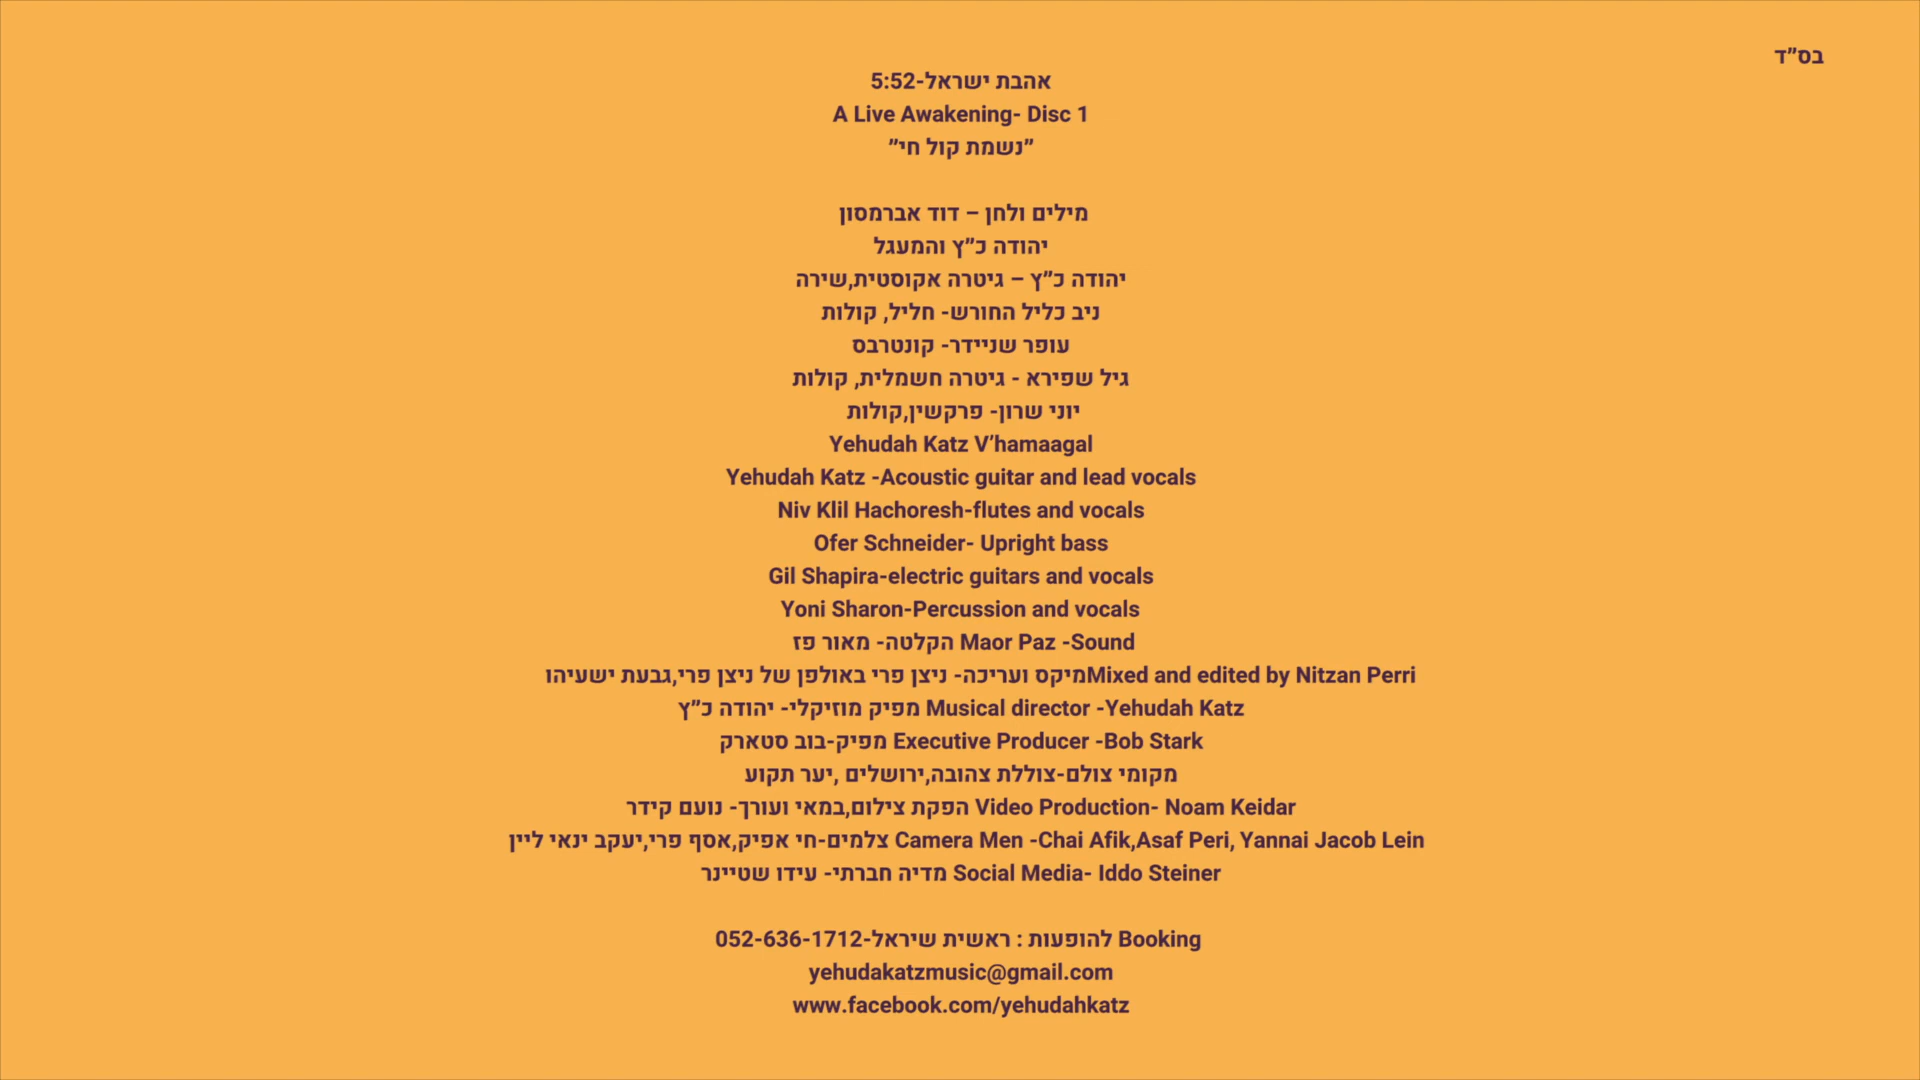 בס״ד
אהבת ישראל-5:52
A Live Awakening- Disc 1
״נשמת קול חי״
מילים ולחן – דוד אברמסון
יהודה כ״ץ והמעגל
יהודה כ״ץ – גיטרה אקוסטית,שירה
ניב כליל החורש- חליל, קולות
עופר שניידר- קונטרבס
גיל שפירא - גיטרה חשמלית, קולות
יוני שרון- פרקשין,קולות
Yehudah Katz V’hamaagal
Yehudah Katz -Acoustic guitar and lead vocals
Niv Klil Hachoresh-flutes and vocals
Ofer Schneider- Upright bass
Gil Shapira-electric guitars and vocals
Yoni Sharon-Percussion and vocals
הקלטה- מאור פז Maor Paz -Sound
מיקס ועריכה- ניצן פרי באולפן של ניצן פרי,גבעת ישעיהוMixed and edited by Nitzan Perri
מפיק מוזיקלי- יהודה כ״ץ Musical director -Yehudah Katz
מפיק-בוב סטארק Executive Producer -Bob Stark
מקומי צולם-צוללת צהובה,ירושלים ,יער תקוע
הפקת צילום,במאי ועורך- נועם קידר Video Production- Noam Keidar
צלמים-חי אפיק,אסף פרי,יעקב ינאי ליין Camera Men -Chai Afik,Asaf Peri, Yannai Jacob Lein
מדיה חברתי- עידו שטיינר Social Media- Iddo Steiner
Booking להופעות : ראשית שיראל-052-636-1712
yehudakatzmusic@gmail.com
www.facebook.com/yehudahkatz